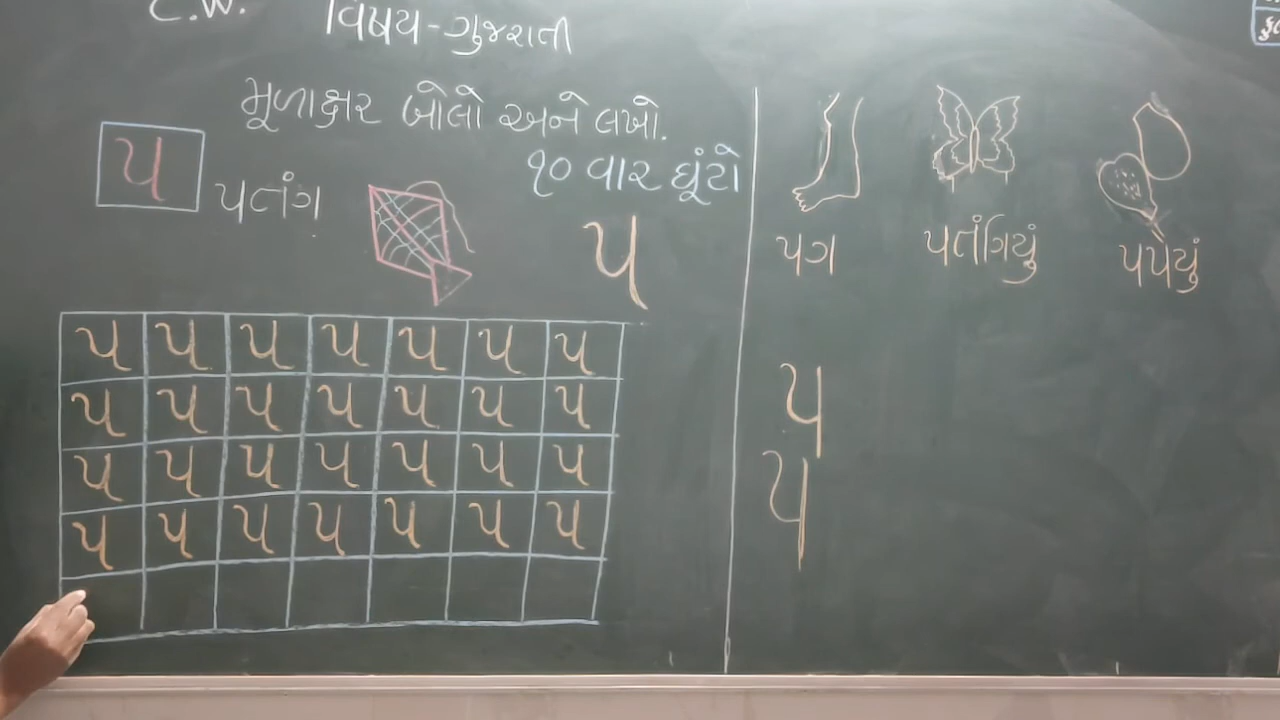 C.W.
વિષય-ગુજરાતી
મૂળાક્ષર બોલો અને લખો.
૧૦ વાર ઘૂંટો
પ
પતંગ
પ
પ પ પ પ પ પ પ
પ પ પ પ પ પ પ
પ પ પ પ પ પ પ
પ પ પ પ પ પ પ
પગ
પતંગિયું
પપૈયું
પ
પ